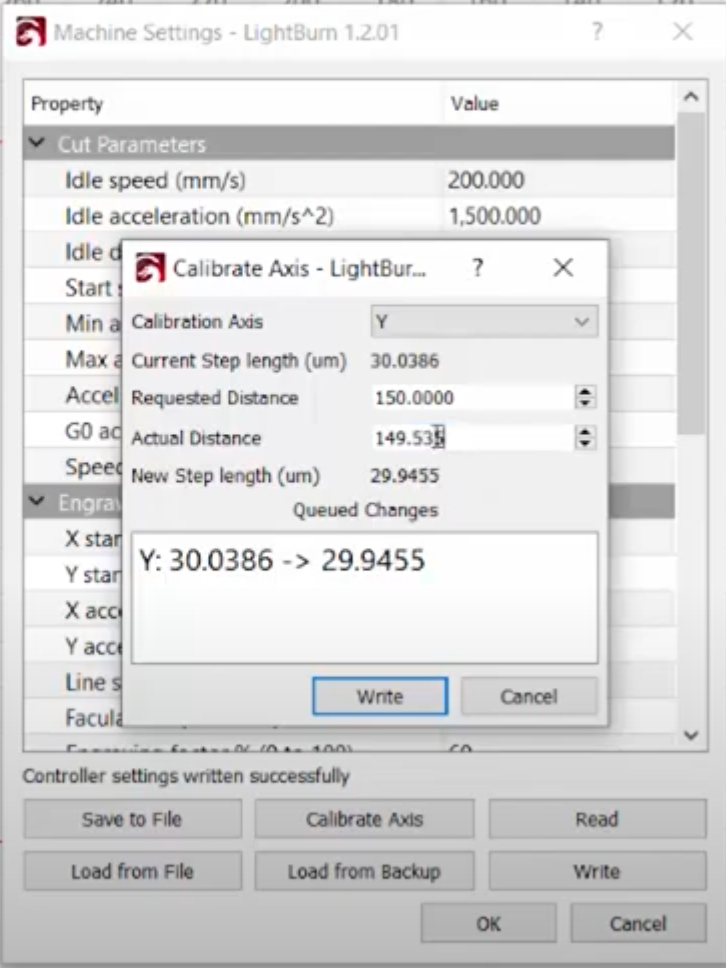 Machine Settings - LightBurn 1.2.01
?
Property Value
Cut Parameters
Idle speed (mm/s) 200.000
Idle acceleration (mm/s^2) 1,500.000
Idle d
Calibrate Axis - LightBur... ?
Start
Calibration Axis Y
Min a
Current Step length (um) 30.0386
Max a
Requested Distance 150.0000
Accel
Actual Distance 149.535
G0 ac
New Step length (um) 29.9455
Speed
Queued Changes
Engrav
X star
Y: 30.0386 -> 29.9455
Y star
X acce
Y acce
Line s
Write Cancel
Facula
Controller settings written successfully
Save to File Calibrate Axis Read
Load from File Load from Backup Write
OK Cancel